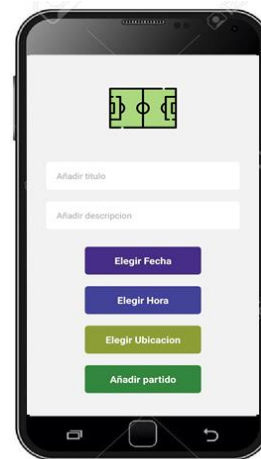 Añadir titulo
Añadir descripcion
Elegir Fecha
Elegir Hora
Elegir Ubicacion
Añadir partido